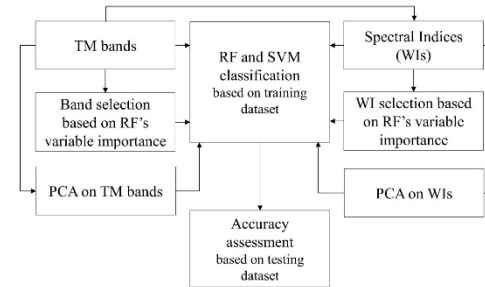 TM bands
Band selection
based on RF's
variable importance
PCA on TM bands
RF and SVM
classification
based on training
dataset
Accuracy
assessment
based on testing
dataset
Spectral Indices
(WIs)
WI selection based
on RF's variable
importance
PCA on WIs